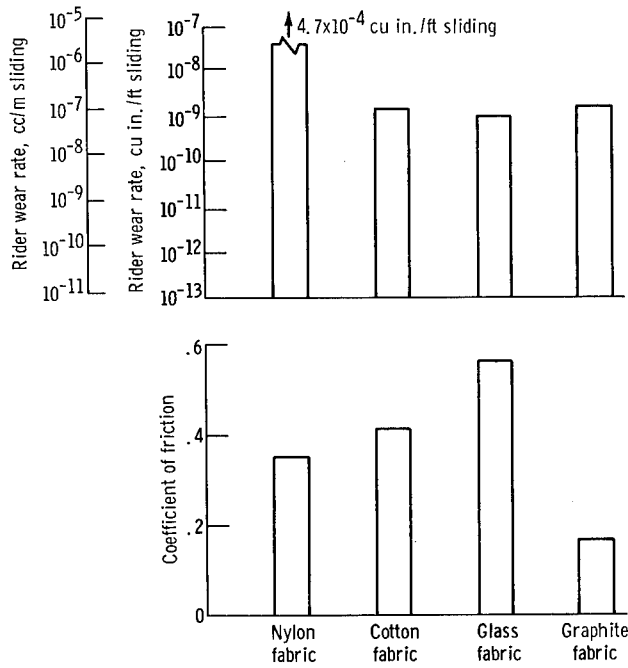 4.7x10⁻⁴ cu in./ft sliding
Rider wear rate, cc/m sliding
10⁻⁵
10⁻⁶
10⁻⁷
10⁻⁸
10⁻⁹
10⁻¹⁰
10⁻¹¹
Rider wear rate, cu in./ft sliding
10⁻⁷
10⁻⁸
10⁻⁹
10⁻¹⁰
10⁻¹¹
10⁻¹²
10⁻¹³
Coefficient of friction
.6
.4
.2
0
Nylon
fabric
Cotton
fabric
Glass
fabric
Graphite
fabric